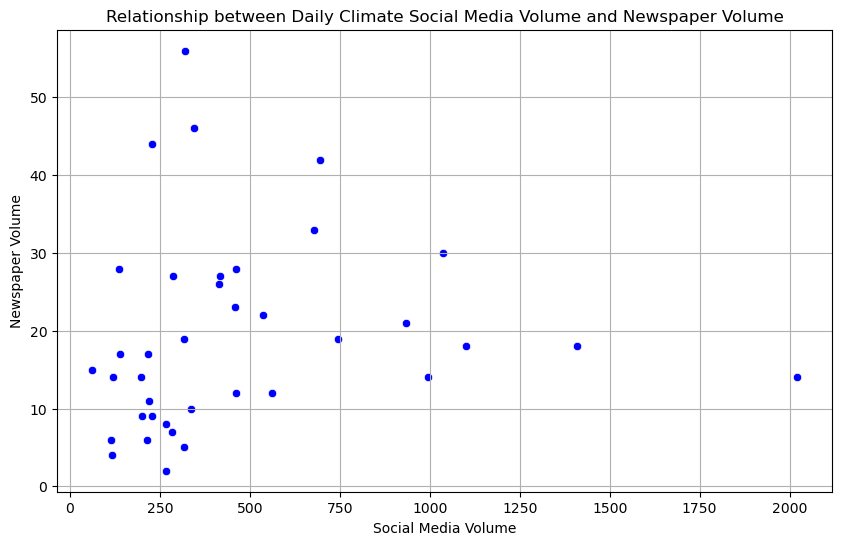 Relationship between Daily Climate Social Media Volume and Newspaper Volume
Newspaper Volume
50
40
30
20
10
0
0 250 500 750 1000 1250 1500 1750 2000
Social Media Volume